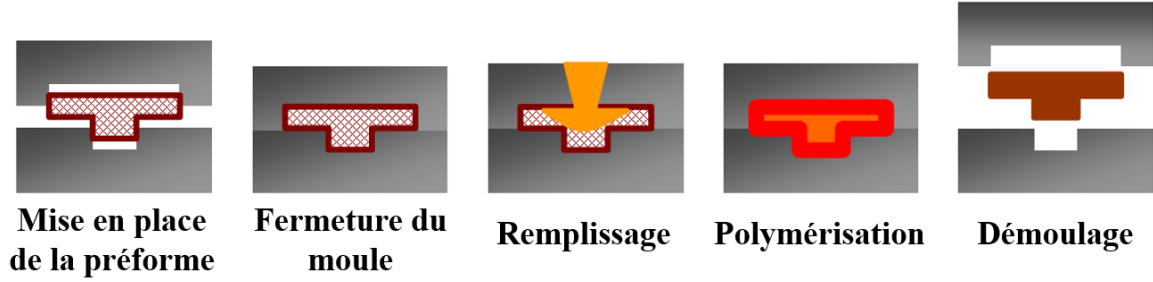 Mise en place
de la préforme
Fermeture du
moule
Remplissage
Polymérisation
Démoulage